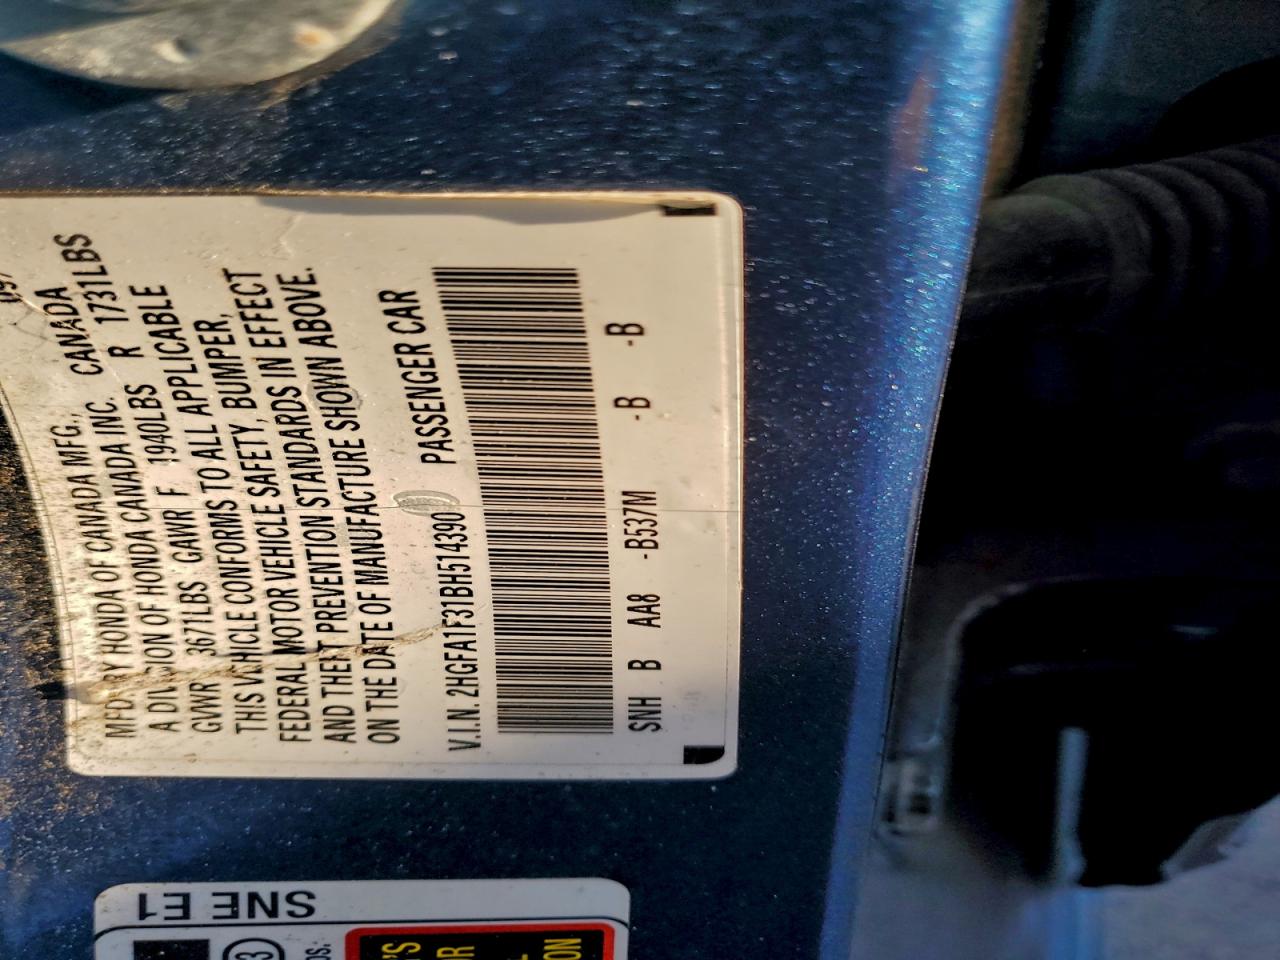 MFD BY HONDA OF CANADA MFG., CANADA
A DIVISION OF HONDA CANADA INC.
GVWR 3671LBS GAWR F 1940LBS R 1731LBS
THIS VEHICLE CONFORMS TO ALL APPLICABLE
FEDERAL MOTOR VEHICLE SAFETY, BUMPER,
AND THEFT PREVENTION STANDARDS IN EFFECT
ON THE DATE OF MANUFACTURE SHOWN ABOVE.
V.I.N. 2HGFA1F31BH514390 PASSENGER CAR
SNH B AA8 -B537M -B -B
SNE E1